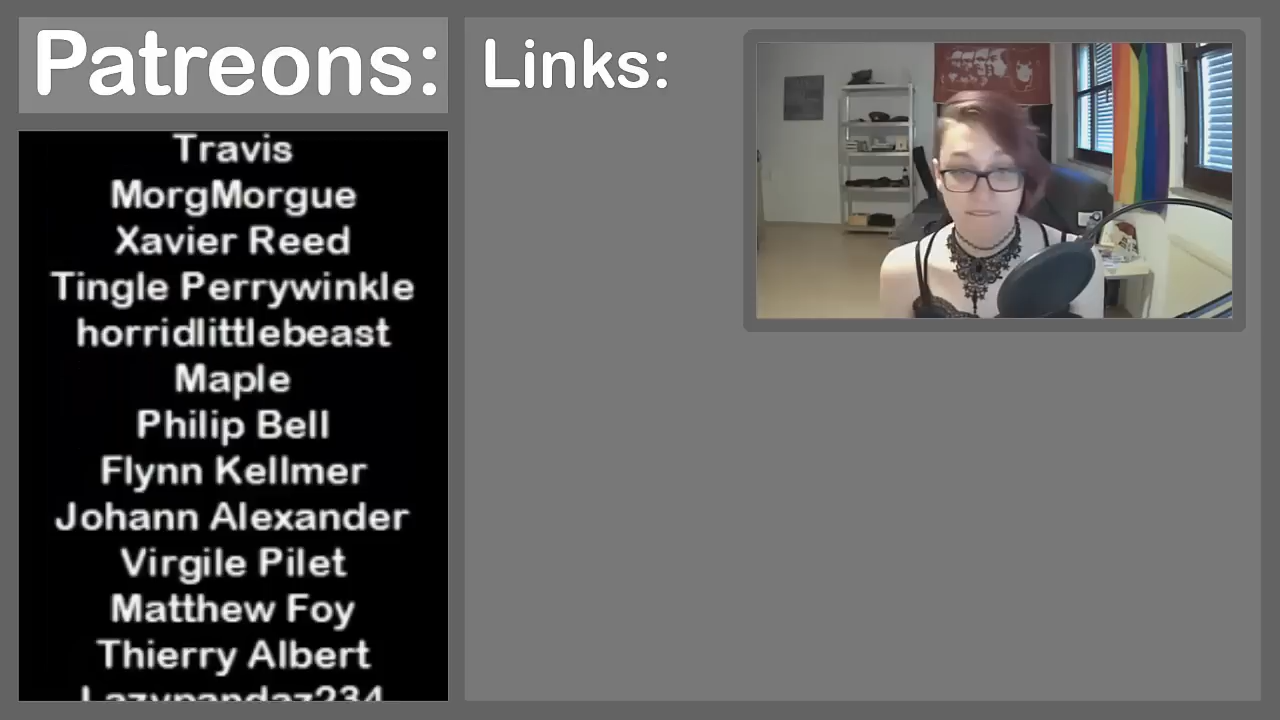 Patreons:
Links:
Travis
MorgMorgue
Xavier Reed
Tingle Perrywinkle
horridlittlebeast
Maple
Philip Bell
Flynn Kellmer
Johann Alexander
Virgile Pilet
Matthew Foy
Thierry Albert
Lazypandaz234